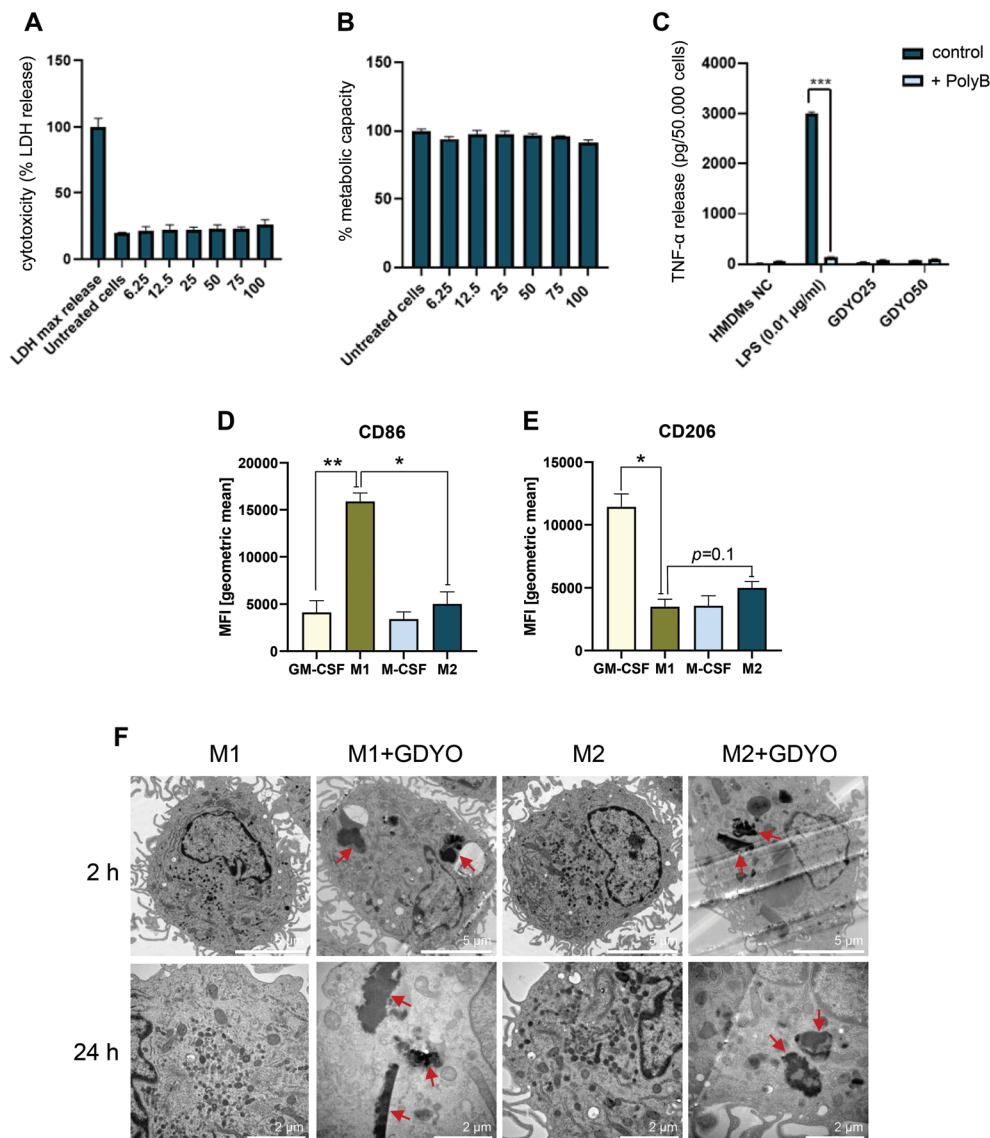 A
cytotoxicity (% LDH release)
150
100
50
0
LDH max release
Untreated cells
6.25
12.5
25
50
75
100
B
% metabolic capacity
150
100
50
0
Untreated cells
6.25
12.5
25
50
75
100
C
TNF-α release (pg/50.000 cells)
4000
3000
2000
1000
0
***
HMDMs NC
LPS (0.01 µg/ml)
GDYO25
GDYO50
control
+ PolyB
D
CD86
MFI [geometric mean]
20000
15000
10000
5000
0
**
*
GM-CSF M1 M-CSF M2
E
CD206
MFI [geometric mean]
15000
10000
5000
0
*
p=0.1
GM-CSF M1 M-CSF M2
F
M1 M1+GDYO M2 M2+GDYO
2 h
5 µm 5 µm 5 µm 5 µm
24 h
2 µm 2 µm 2 µm 2 µm